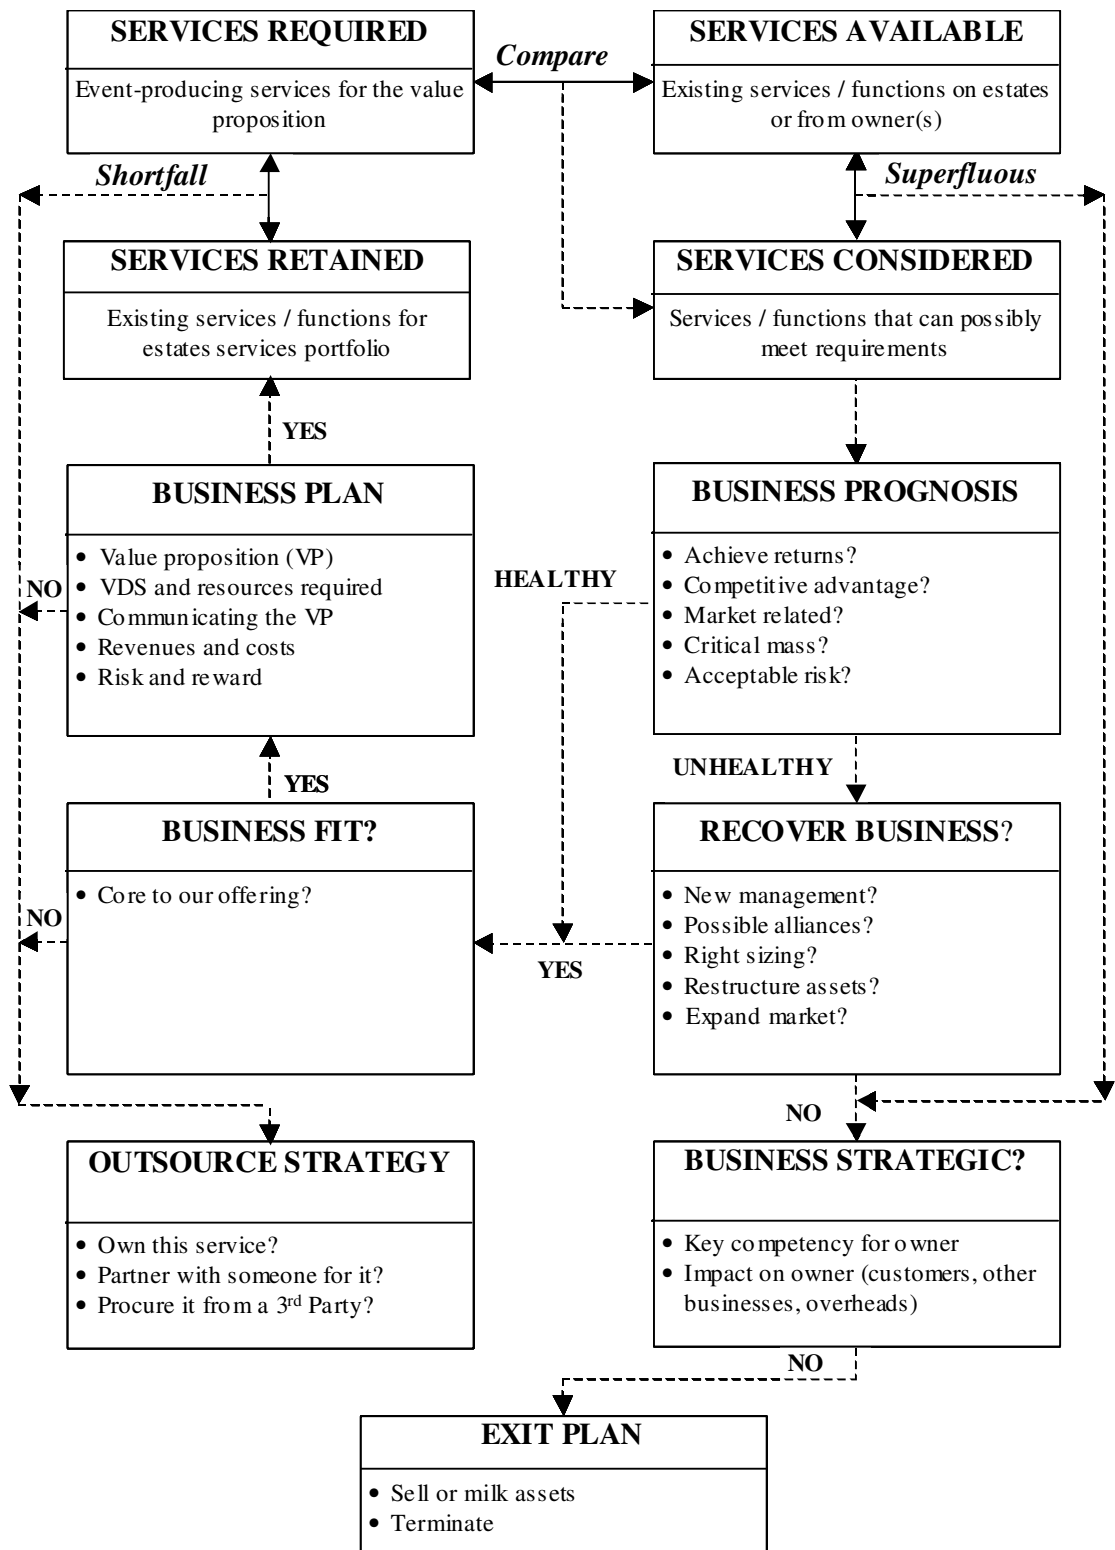 SERVICES REQUIRED
Event-producing services for the value
proposition
Compare
SERVICES AVAILABLE
Existing services / functions on estates
or from owner(s)
Shortfall
Superfluous
SERVICES RETAINED
Existing services / functions for
estates services portfolio
SERVICES CONSIDERED
Services / functions that can possibly
meet requirements
YES
BUSINESS PLAN
• Value proposition (VP)
• VDS and resources required
• Communicating the VP
• Revenues and costs
• Risk and reward
NO
HEALTHY
BUSINESS PROGNOSIS
• Achieve returns?
• Competitive advantage?
• Market related?
• Critical mass?
• Acceptable risk?
YES
UNHEALTHY
BUSINESS FIT?
• Core to our offering?
NO
YES
RECOVER BUSINESS?
• New management?
• Possible alliances?
• Right sizing?
• Restructure assets?
• Expand market?
NO
OUTSOURCE STRATEGY
• Own this service?
• Partner with someone for it?
• Procure it from a 3rd Party?
BUSINESS STRATEGIC?
• Key competency for owner
• Impact on owner (customers, other
businesses, overheads)
NO
EXIT PLAN
• Sell or milk assets
• Terminate